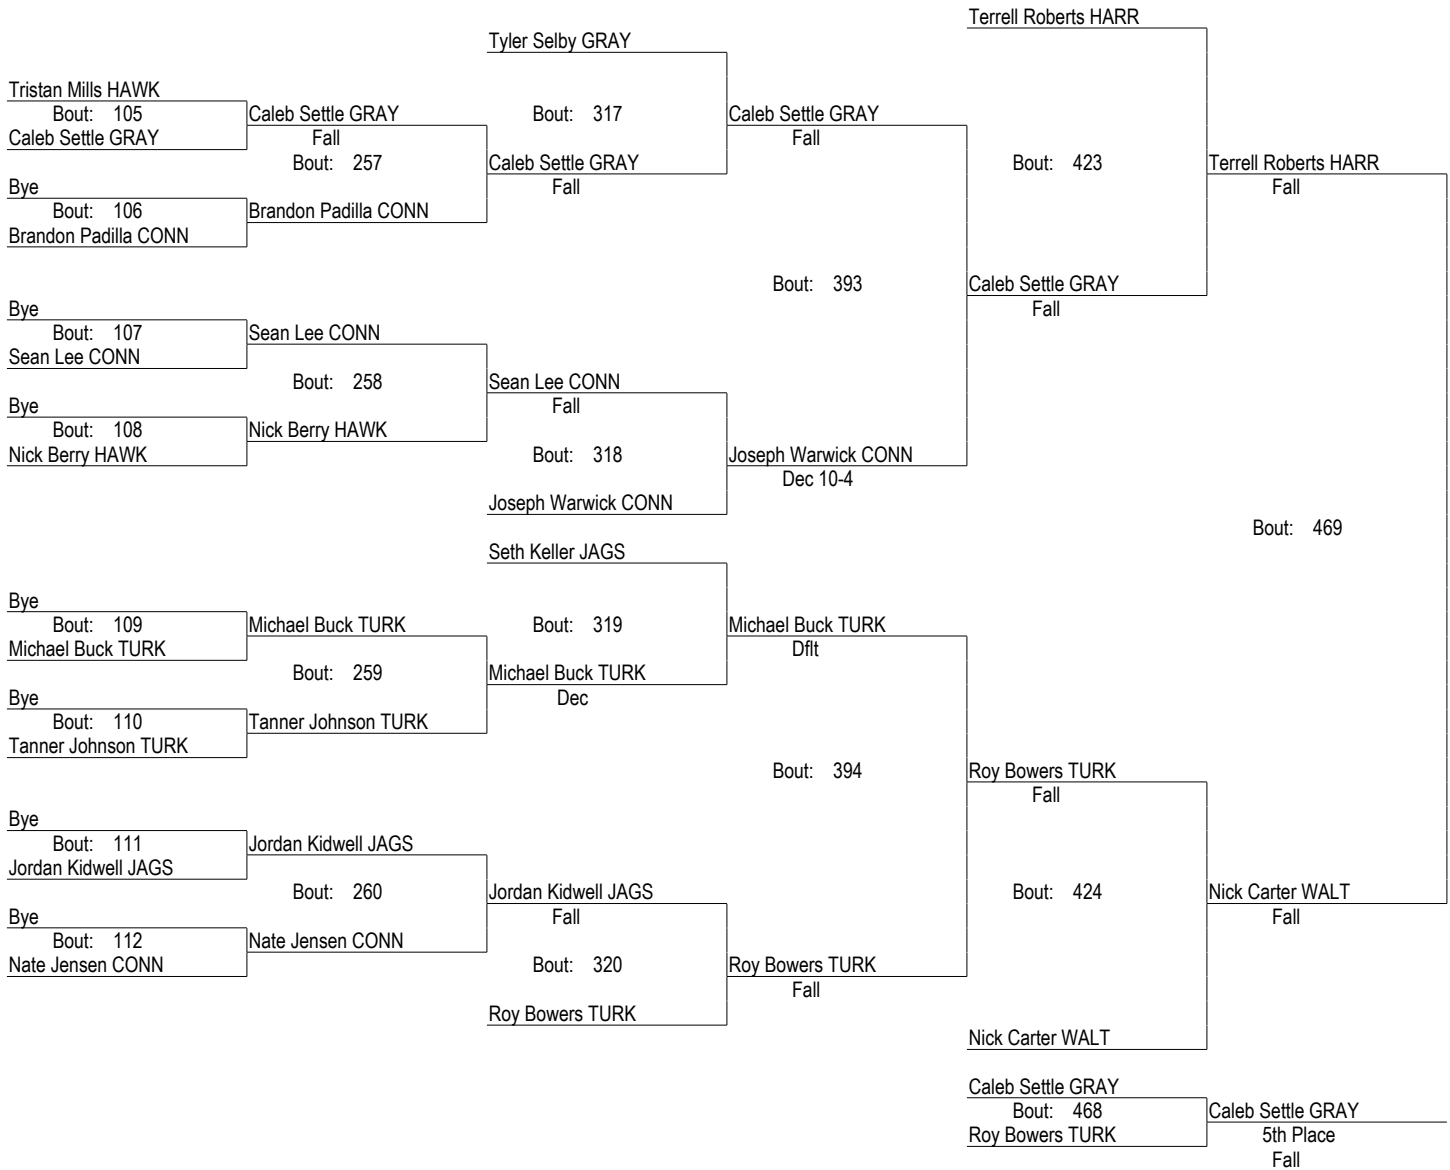 Terrell Roberts HARR
Tyler Selby GRAY
Tristan Mills HAWK
Bout: 105
Caleb Settle GRAY
Caleb Settle GRAY
Fall
Bout: 317
Caleb Settle GRAY
Fall
Bout: 257
Caleb Settle GRAY
Fall
Bout: 423
Terrell Roberts HARR
Fall
Bye
Bout: 106
Brandon Padilla CONN
Brandon Padilla CONN
Bout: 393
Caleb Settle GRAY
Fall
Bye
Bout: 107
Sean Lee CONN
Sean Lee CONN
Bout: 258
Sean Lee CONN
Fall
Bye
Bout: 108
Nick Berry HAWK
Nick Berry HAWK
Bout: 318
Joseph Warwick CONN
Dec 10-4
Joseph Warwick CONN
Bout: 469
Seth Keller JAGS
Bye
Bout: 109
Michael Buck TURK
Michael Buck TURK
Bout: 319
Michael Buck TURK
Dflt
Bout: 259
Michael Buck TURK
Dec
Bye
Bout: 110
Tanner Johnson TURK
Tanner Johnson TURK
Bout: 394
Roy Bowers TURK
Fall
Bye
Bout: 111
Jordan Kidwell JAGS
Jordan Kidwell JAGS
Bout: 260
Jordan Kidwell JAGS
Fall
Bout: 424
Nick Carter WALT
Fall
Bye
Bout: 112
Nate Jensen CONN
Nate Jensen CONN
Bout: 320
Roy Bowers TURK
Fall
Roy Bowers TURK
Nick Carter WALT
Caleb Settle GRAY
Bout: 468
Roy Bowers TURK
Caleb Settle GRAY
5th Place
Fall